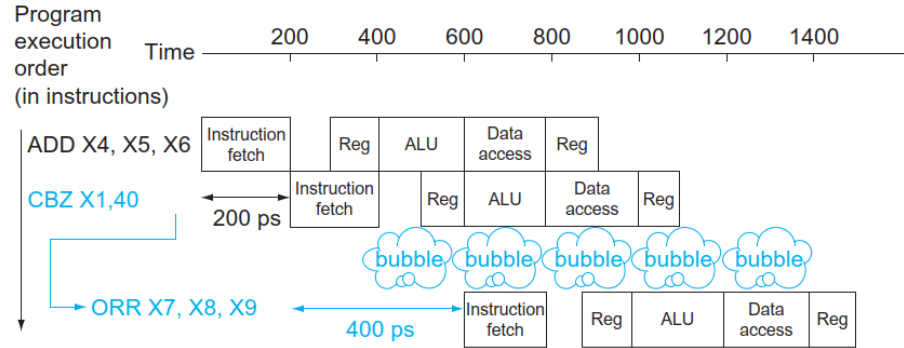 Program
execution
order
(in instructions)
Time
200 400 600 800 1000 1200 1400
ADD X4, X5, X6
Instruction
fetch
Reg
ALU
Data
access
Reg
CBZ X1,40
200 ps
Instruction
fetch
Reg
ALU
Data
access
Reg
bubble bubble bubble bubble bubble
ORR X7, X8, X9
400 ps
Instruction
fetch
Reg
ALU
Data
access
Reg